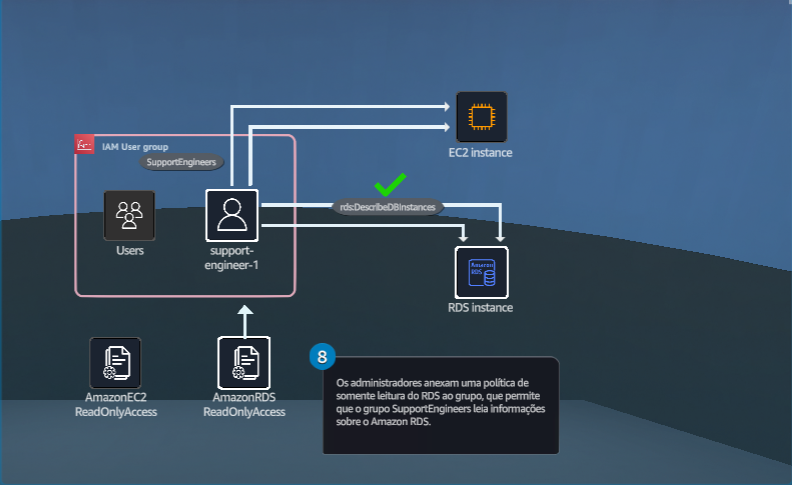 IAM User group
SupportEngineers
Users
support-
engineer-1
EC2 instance
rds:DescribeDBInstances
Amazon
RDS
RDS instance
AmazonEC2
ReadOnlyAccess
AmazonRDS
ReadOnlyAccess
8
Os administradores anexam uma política de
somente leitura do RDS ao grupo, que permite
que o grupo SupportEngineers leia informações
sobre o Amazon RDS.